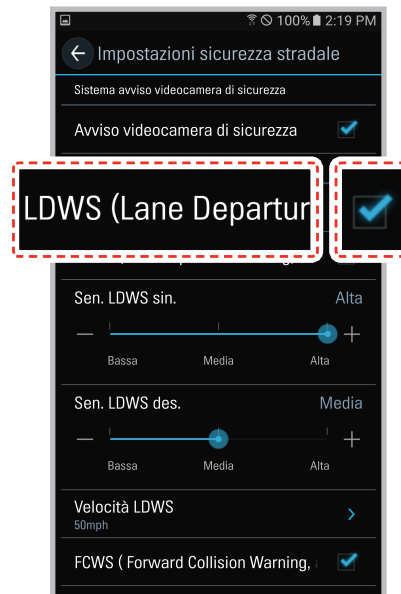 100% 2:19 PM
Impostazioni sicurezza stradale
Sistema avviso videocamera di sicurezza
Avviso videocamera di sicurezza
LDWS (Lane Departur
Sen. LDWS sin. Alta
Bassa Media Alta
Sen. LDWS des. Media
Bassa Media Alta
Velocità LDWS
50mph
FCWS ( Forward Collision Warning,